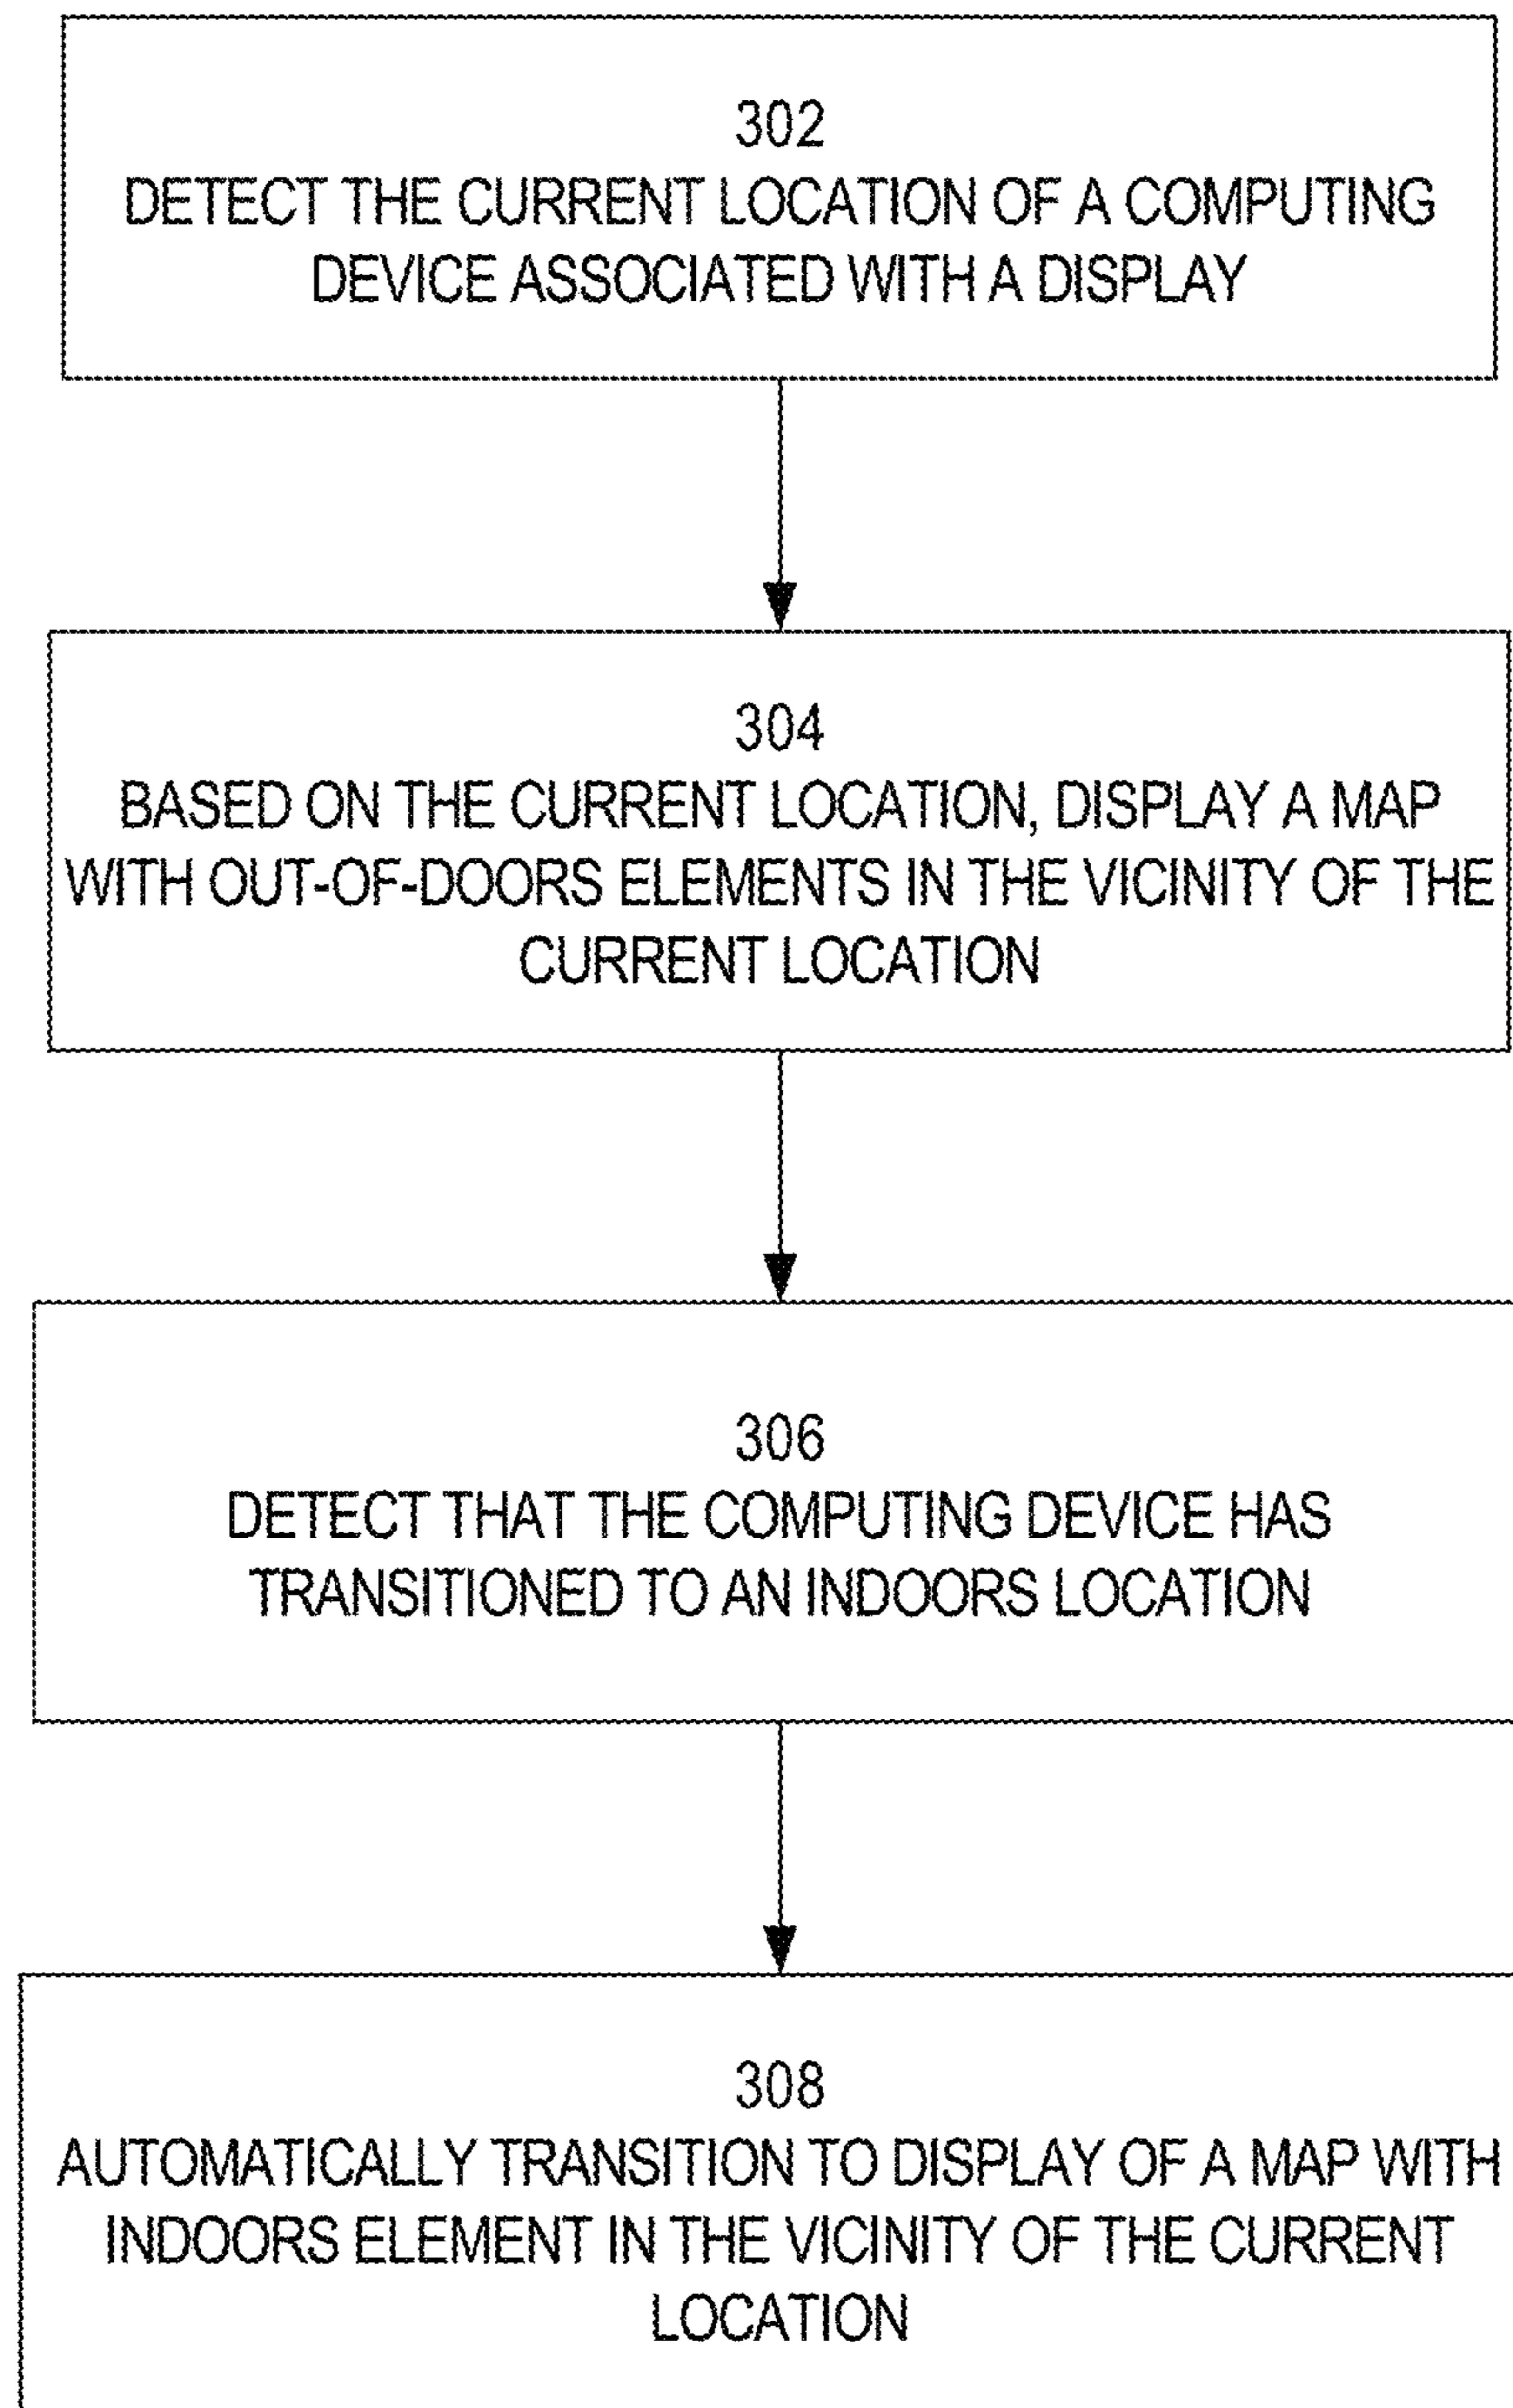 302
DETECT THE CURRENT LOCATION OF A COMPUTING
DEVICE ASSOCIATED WITH A DISPLAY
304
BASED ON THE CURRENT LOCATION, DISPLAY A MAP
WITH OUT-OF-DOORS ELEMENTS IN THE VICINITY OF THE
CURRENT LOCATION
306
DETECT THAT THE COMPUTING DEVICE HAS
TRANSITIONED TO AN INDOORS LOCATION
308
AUTOMATICALLY TRANSITION TO DISPLAY OF A MAP WITH
INDOORS ELEMENT IN THE VICINITY OF THE CURRENT
LOCATION